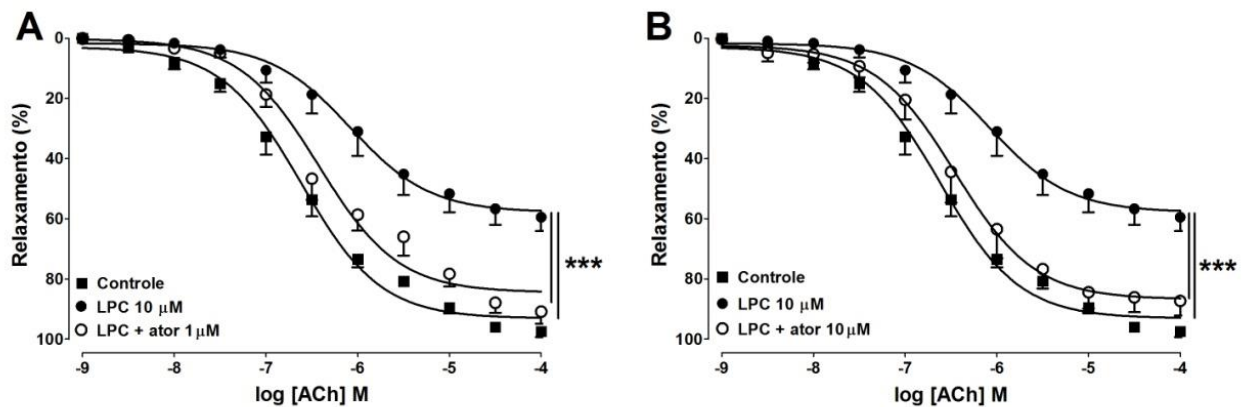 A
Relaxamento (%)
0
20
40
60
80
100
■ Controle
● LPC 10 μM
○ LPC + ator 1 μM
***
-9 -8 -7 -6 -5 -4
log [ACh] M
B
Relaxamento (%)
0
20
40
60
80
100
■ Controle
● LPC 10 μM
○ LPC + ator 10 μM
***
-9 -8 -7 -6 -5 -4
log [ACh] M